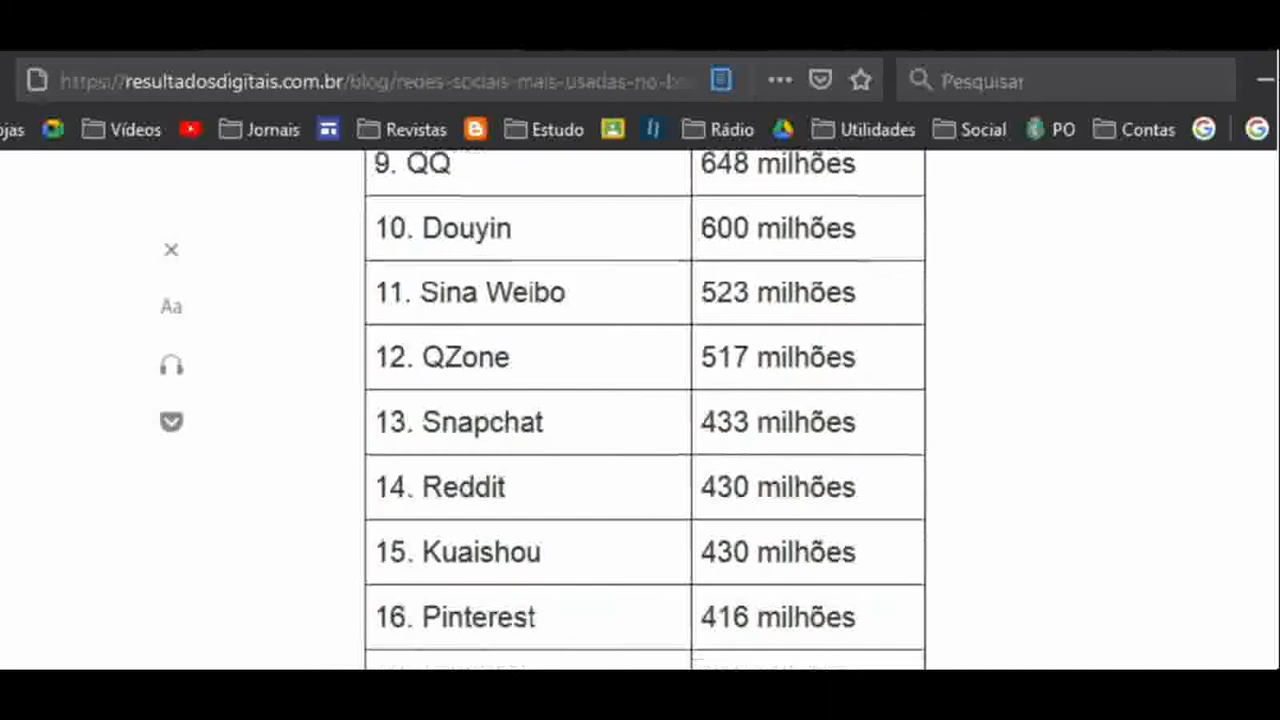 https://resultadosdigitais.com.br/blog/redes-sociais-mais-usadas-no-b
Pesquisar
ojas Vídeos Jornais Revistas Estudo Rádio Utilidades Social PO Contas
9. QQ 648 milhões
10. Douyin 600 milhões
Aa
11. Sina Weibo 523 milhões
12. QZone 517 milhões
13. Snapchat 433 milhões
14. Reddit 430 milhões
15. Kuaishou 430 milhões
16. Pinterest 416 milhões